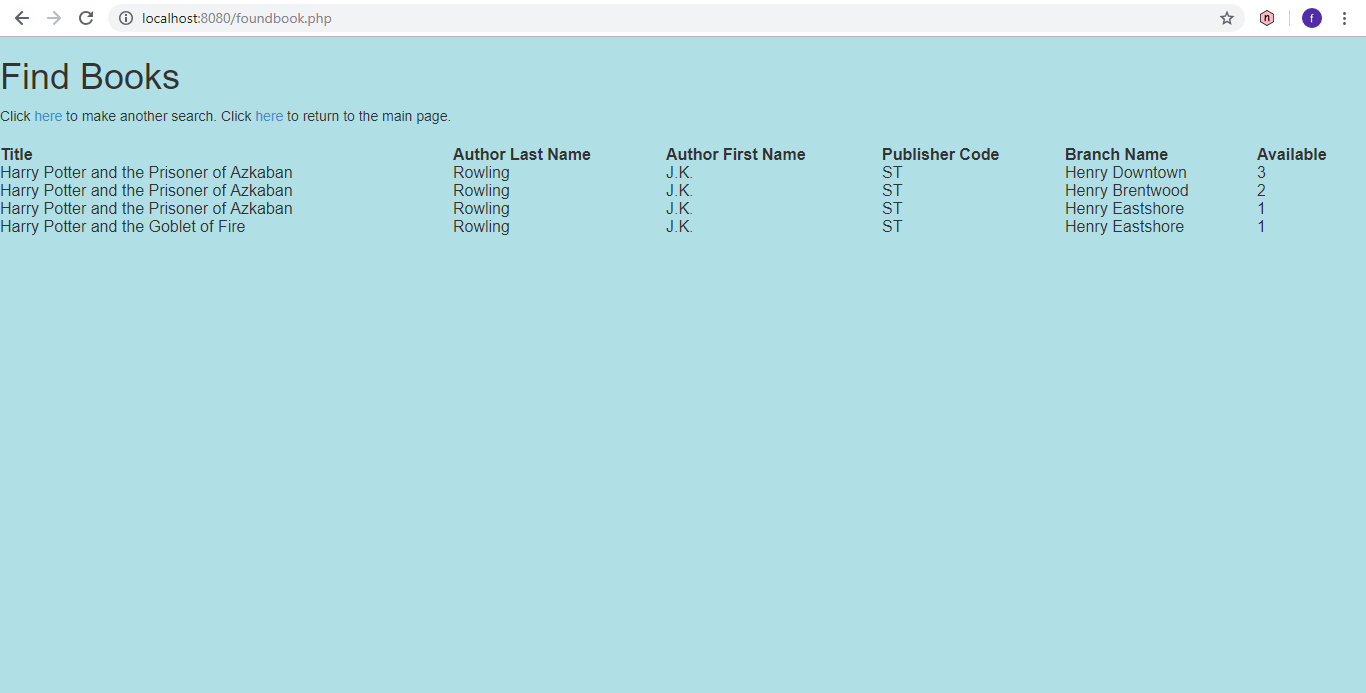 localhost:8080/foundbook.php
n
f
Find Books
Click here to make another search. Click here to return to the main page.
Title Author Last Name Author First Name Publisher Code Branch Name Available
Harry Potter and the Prisoner of Azkaban Rowling J.K. ST Henry Downtown 3
Harry Potter and the Prisoner of Azkaban Rowling J.K. ST Henry Brentwood 2
Harry Potter and the Prisoner of Azkaban Rowling J.K. ST Henry Eastshore 1
Harry Potter and the Goblet of Fire Rowling J.K. ST Henry Eastshore 1